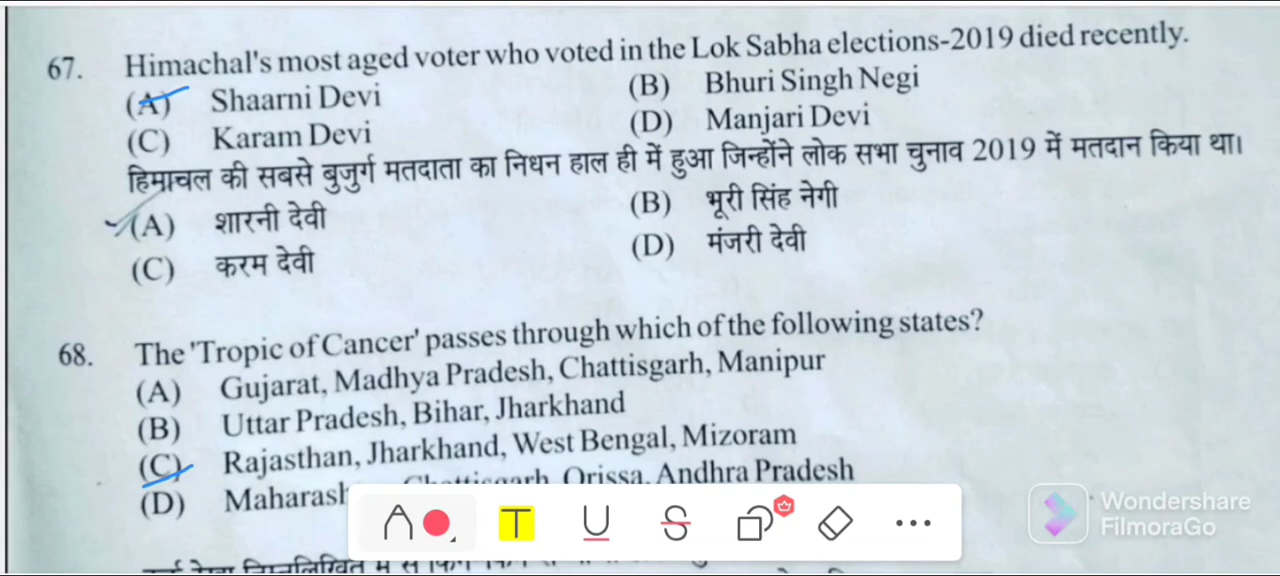 67. Himachal's most aged voter who voted in the Lok Sabha elections-2019 died recently.
(A) Shaarni Devi (B) Bhuri Singh Negi
(C) Karam Devi (D) Manjari Devi
हिमाचल की सबसे बुजुर्ग मतदाता का निधन हाल ही में हुआ जिन्होंने लोक सभा चुनाव 2019 में मतदान किया था।
(A) शारनी देवी (B) भूरी सिंह नेगी
(C) करम देवी (D) मंजरी देवी
68. The 'Tropic of Cancer' passes through which of the following states?
(A) Gujarat, Madhya Pradesh, Chattisgarh, Manipur
(B) Uttar Pradesh, Bihar, Jharkhand
(C) Rajasthan, Jharkhand, West Bengal, Mizoram
(D) Orissa, Andhra Pradesh
T U S
Wondershare
FilmoraGo